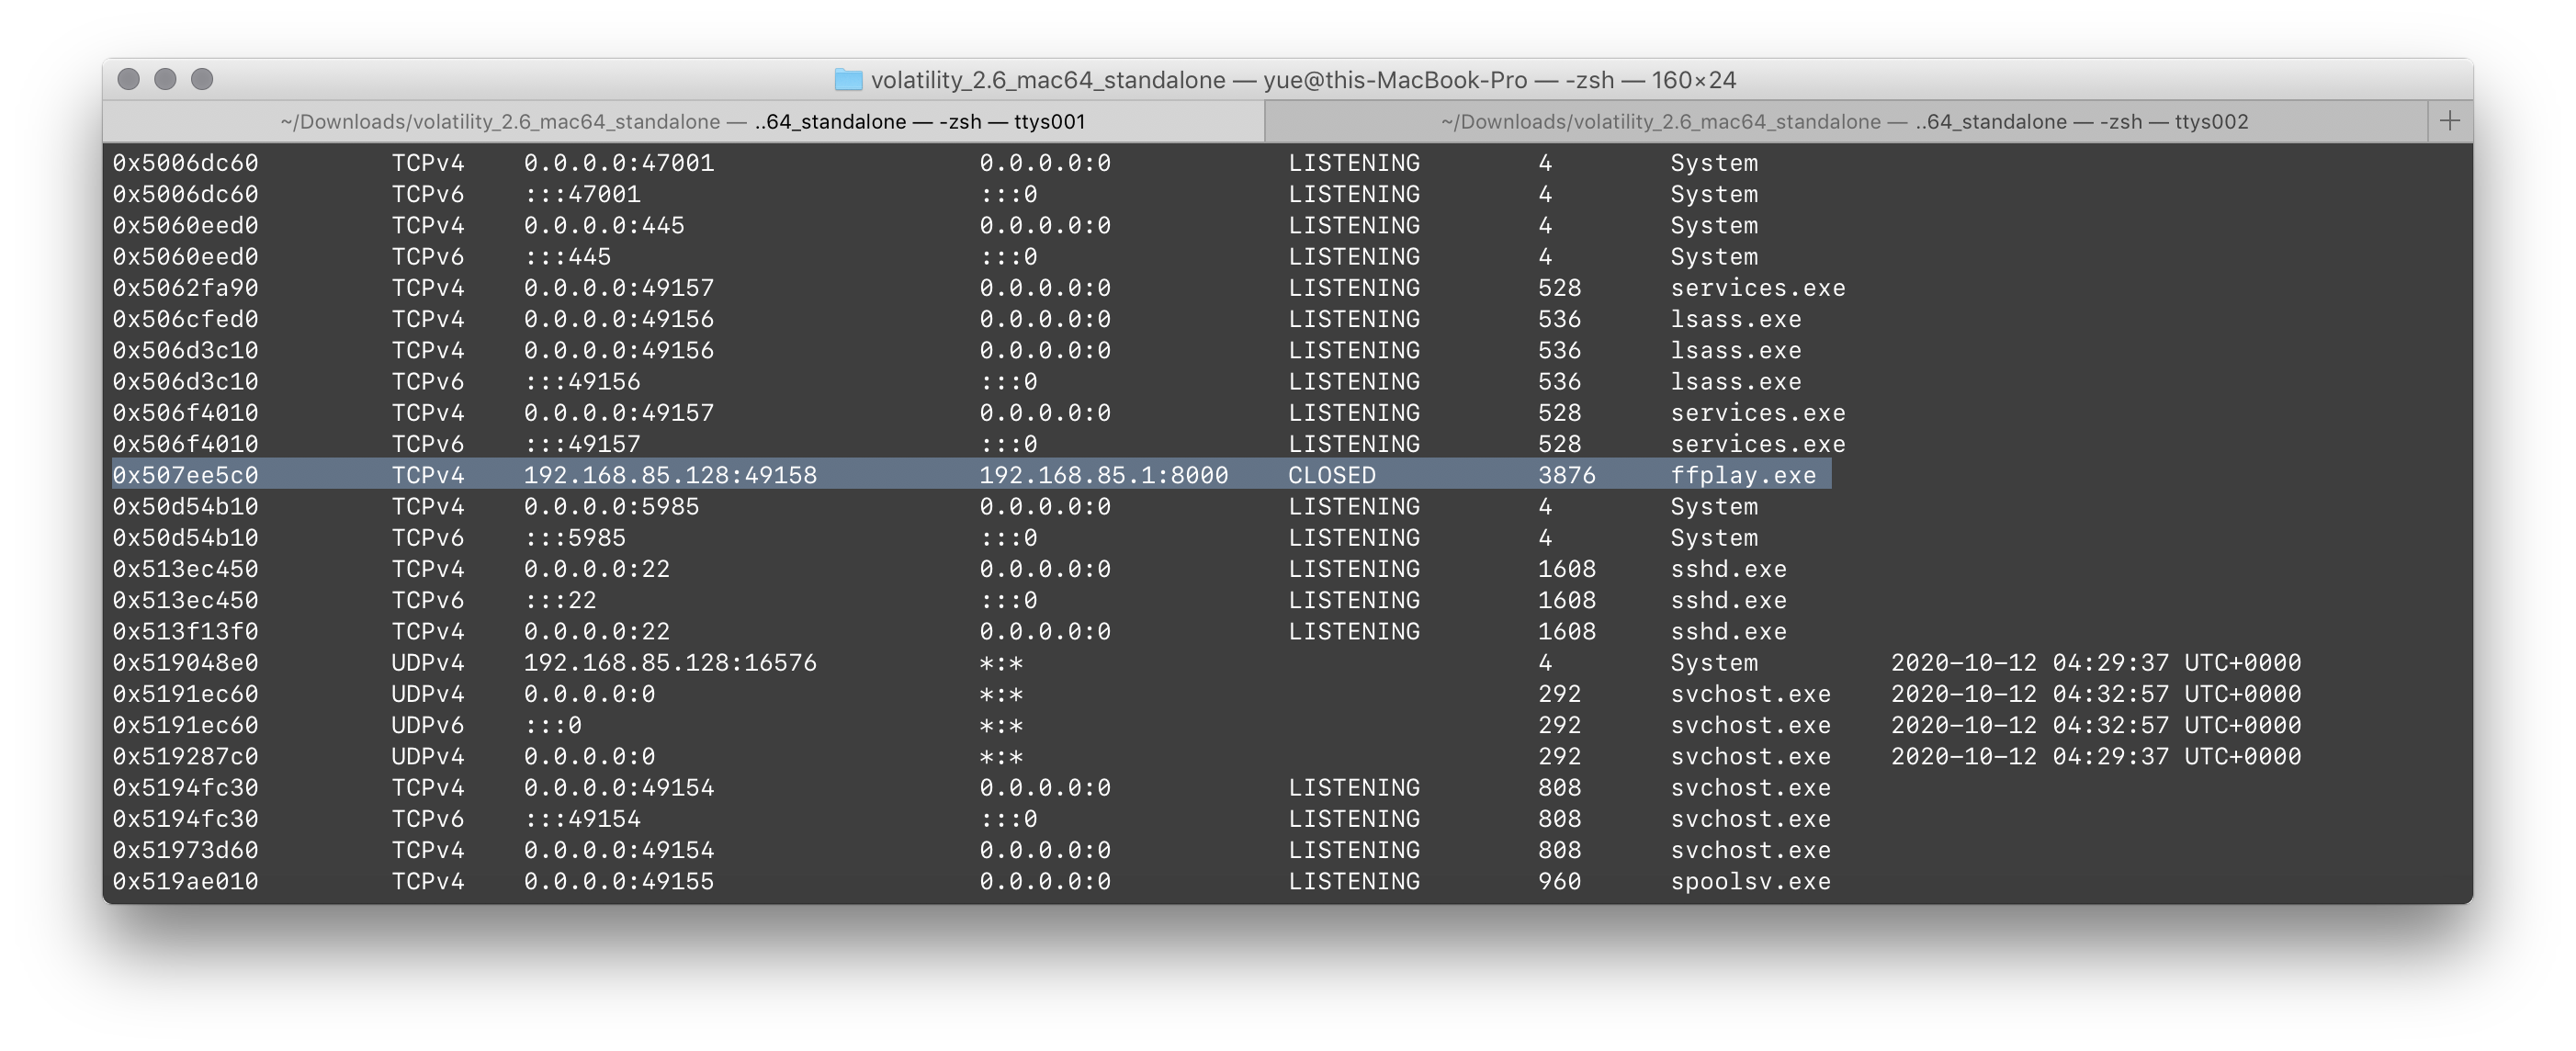 volatility_2.6_mac64_standalone — yue@this-MacBook-Pro — -zsh — 160×24
~/Downloads/volatility_2.6_mac64_standalone — ..64_standalone — -zsh — ttys001 ~/Downloads/volatility_2.6_mac64_standalone — ..64_standalone — -zsh — ttys002 +
0x5006dc60 TCPv4 0.0.0.0:47001 0.0.0.0:0 LISTENING 4 System
0x5006dc60 TCPv6 :::47001 :::0 LISTENING 4 System
0x5060eed0 TCPv4 0.0.0.0:445 0.0.0.0:0 LISTENING 4 System
0x5060eed0 TCPv6 :::445 :::0 LISTENING 4 System
0x5062fa90 TCPv4 0.0.0.0:49157 0.0.0.0:0 LISTENING 528 services.exe
0x506cfed0 TCPv4 0.0.0.0:49156 0.0.0.0:0 LISTENING 536 lsass.exe
0x506d3c10 TCPv4 0.0.0.0:49156 0.0.0.0:0 LISTENING 536 lsass.exe
0x506d3c10 TCPv6 :::49156 :::0 LISTENING 536 lsass.exe
0x506f4010 TCPv4 0.0.0.0:49157 0.0.0.0:0 LISTENING 528 services.exe
0x506f4010 TCPv6 :::49157 :::0 LISTENING 528 services.exe
0x507ee5c0 TCPv4 192.168.85.128:49158 192.168.85.1:8000 CLOSED 3876 ffplay.exe
0x50d54b10 TCPv4 0.0.0.0:5985 0.0.0.0:0 LISTENING 4 System
0x50d54b10 TCPv6 :::5985 :::0 LISTENING 4 System
0x513ec450 TCPv4 0.0.0.0:22 0.0.0.0:0 LISTENING 1608 sshd.exe
0x513ec450 TCPv6 :::22 :::0 LISTENING 1608 sshd.exe
0x513f13f0 TCPv4 0.0.0.0:22 0.0.0.0:0 LISTENING 1608 sshd.exe
0x519048e0 UDPv4 192.168.85.128:16576 *:* 4 System 2020-10-12 04:29:37 UTC+0000
0x5191ec60 UDPv4 0.0.0.0:0 *:* 292 svchost.exe 2020-10-12 04:32:57 UTC+0000
0x5191ec60 UDPv6 :::0 *:* 292 svchost.exe 2020-10-12 04:32:57 UTC+0000
0x519287c0 UDPv4 0.0.0.0:0 *:* 292 svchost.exe 2020-10-12 04:29:37 UTC+0000
0x5194fc30 TCPv4 0.0.0.0:49154 0.0.0.0:0 LISTENING 808 svchost.exe
0x5194fc30 TCPv6 :::49154 :::0 LISTENING 808 svchost.exe
0x51973d60 TCPv4 0.0.0.0:49154 0.0.0.0:0 LISTENING 808 svchost.exe
0x519ae010 TCPv4 0.0.0.0:49155 0.0.0.0:0 LISTENING 960 spoolsv.exe